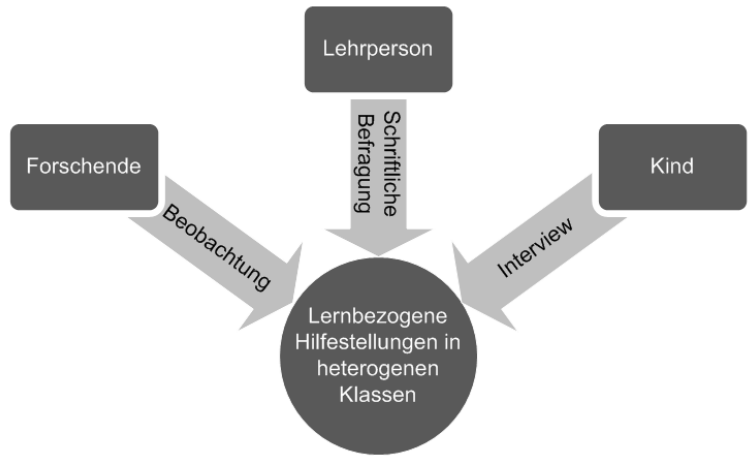 Lehrperson
Forschende
Kind
Beobachtung
Schriftliche
Befragung
Interview
Lernbezogene
Hilfestellungen in
heterogenen
Klassen